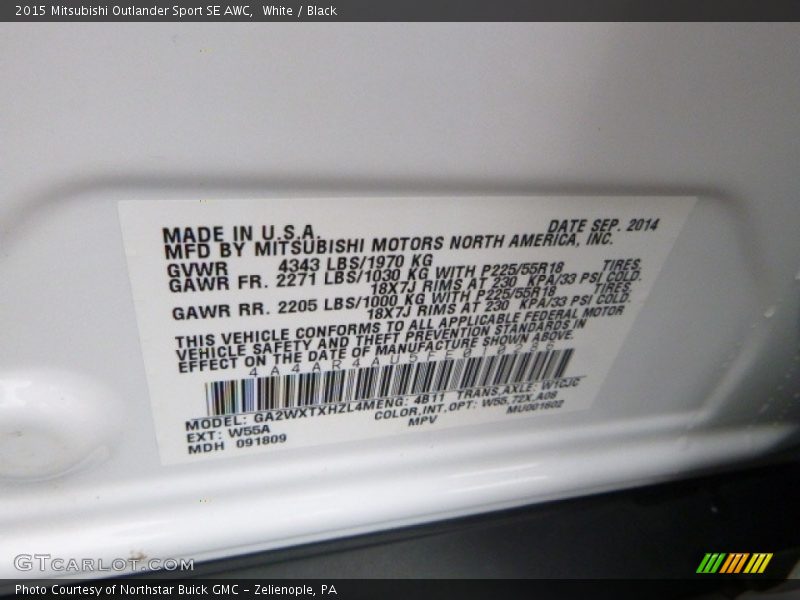 2015 Mitsubishi Outlander Sport SE AWC,  White / Black
MADE IN U.S.A. DATE SEP. 2014
MFD BY MITSUBISHI MOTORS NORTH AMERICA, INC.
GVWR 4343 LBS/1970 KG
GAWR FR. 2271 LBS/1030 KG WITH P225/55R18 TIRES.
18X7J RIMS AT 230 KPA/33 PSI COLD.
GAWR RR. 2205 LBS/1000 KG WITH P225/55R18 TIRES.
18X7J RIMS AT 230 KPA/33 PSI COLD.
THIS VEHICLE CONFORMS TO ALL APPLICABLE FEDERAL MOTOR
VEHICLE SAFETY AND THEFT PREVENTION STANDARDS IN
EFFECT ON THE DATE OF MANUFACTURE SHOWN ABOVE.
MODEL: GA2WXTXHZL4M ENG: 4B11 TRANS,AXLE: W1CJC
EXT: W55A COLOR,INT,OPT: W55,72X,A08
MDH 091809 MPV MU001602
GTCARLOT.COM
Photo Courtesy of Northstar Buick GMC – Zelienople, PA